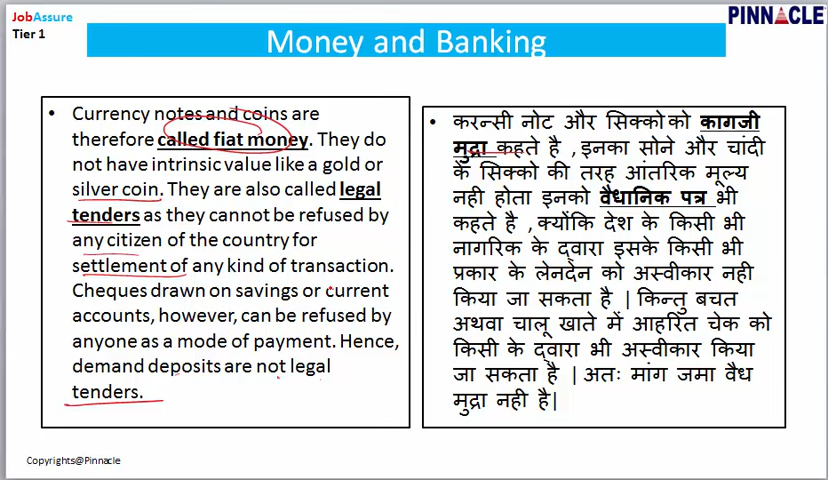 JobAssure
Tier 1
PINNACLE
Money and Banking
• Currency notes and coins are
therefore called fiat money. They do
not have intrinsic value like a gold or
silver coin. They are also called legal
tenders as they cannot be refused by
any citizen of the country for
settlement of any kind of transaction.
Cheques drawn on savings or current
accounts, however, can be refused by
anyone as a mode of payment. Hence,
demand deposits are not legal
tenders.
• करन्सी नोट और सिक्को को कागजी
मुद्रा कहते है , इनका सोने और चांदी
के सिक्को की तरह आंतरिक मूल्य
नही होता इनको वैधानिक पत्र भी
कहते है , क्योंकि देश के किसी भी
नागरिक के द्वारा इसके किसी भी
प्रकार के लेनदेन को अस्वीकार नही
किया जा सकता है | किन्तु बचत
अथवा चालू खाते में आहरित चेक को
किसी के द्वारा भी अस्वीकार किया
जा सकता है | अतः मांग जमा वैध
मुद्रा नही है|
Copyrights@Pinnacle